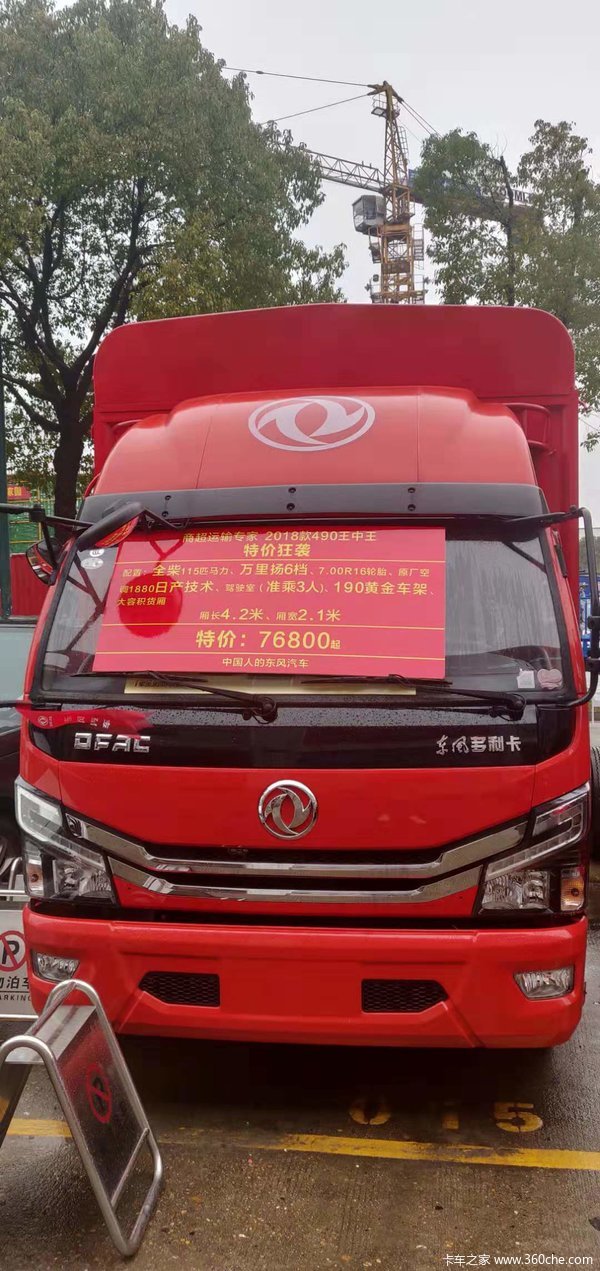 商超运输专家 2018款490王中王
特价狂袭
配置：全柴115匹马力、万里扬6档、7.00R16轮胎、原厂空
调1880日产技术、驾驶室（准乘3人）、190黄金车架、
大容积货厢
厢长4.2米、厢宽2.1米
特价：76800起
中国人的东风汽车
DFAC
东风多利卡
勿泊车
PARKING
015
卡车之家 www.360che.com